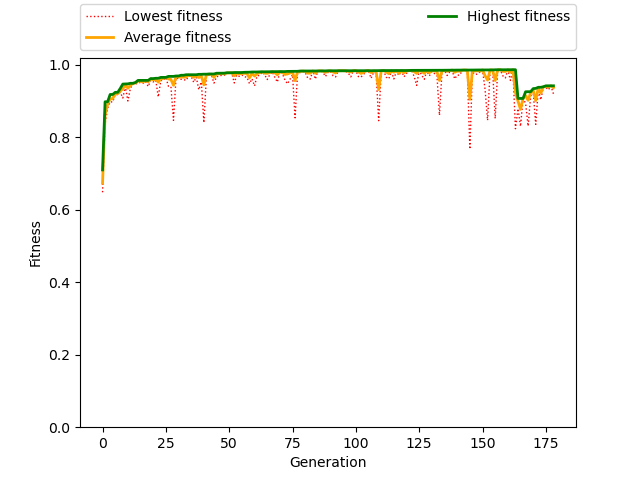 Lowest fitness
Average fitness
Highest fitness
1.0
0.8
0.6
0.4
0.2
0.0
Fitness
0 25 50 75 100 125 150 175
Generation